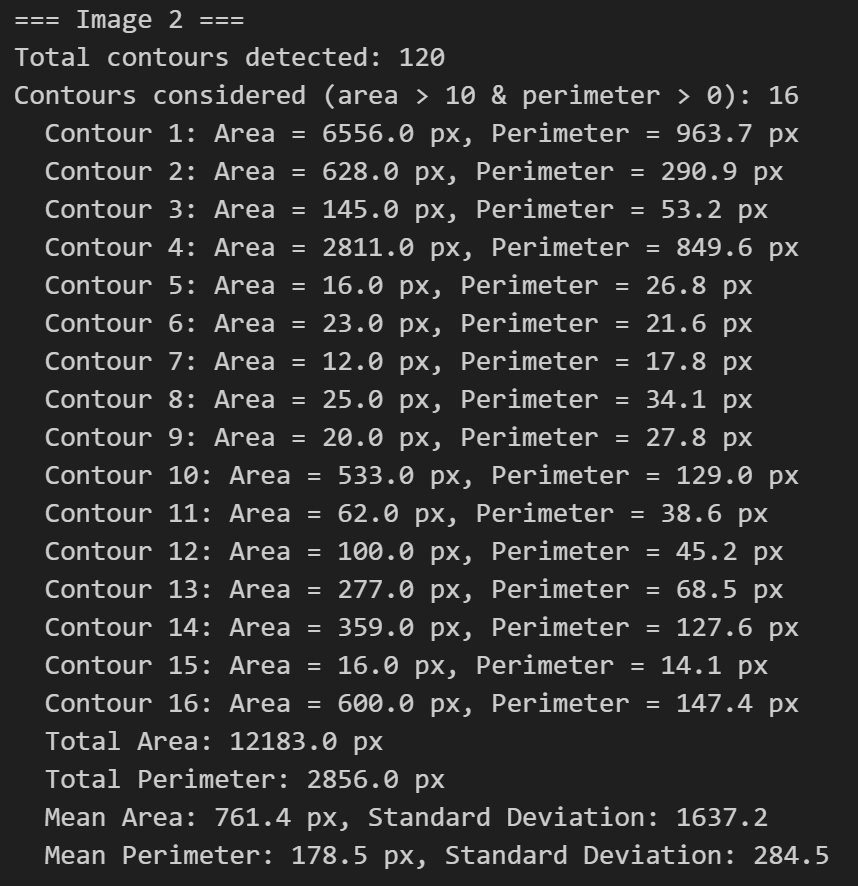 === Image 2 ===
Total contours detected: 120
Contours considered (area > 10 & perimeter > 0): 16
Contour 1: Area = 6556.0 px, Perimeter = 963.7 px
Contour 2: Area = 628.0 px, Perimeter = 290.9 px
Contour 3: Area = 145.0 px, Perimeter = 53.2 px
Contour 4: Area = 2811.0 px, Perimeter = 849.6 px
Contour 5: Area = 16.0 px, Perimeter = 26.8 px
Contour 6: Area = 23.0 px, Perimeter = 21.6 px
Contour 7: Area = 12.0 px, Perimeter = 17.8 px
Contour 8: Area = 25.0 px, Perimeter = 34.1 px
Contour 9: Area = 20.0 px, Perimeter = 27.8 px
Contour 10: Area = 533.0 px, Perimeter = 129.0 px
Contour 11: Area = 62.0 px, Perimeter = 38.6 px
Contour 12: Area = 100.0 px, Perimeter = 45.2 px
Contour 13: Area = 277.0 px, Perimeter = 68.5 px
Contour 14: Area = 359.0 px, Perimeter = 127.6 px
Contour 15: Area = 16.0 px, Perimeter = 14.1 px
Contour 16: Area = 600.0 px, Perimeter = 147.4 px
Total Area: 12183.0 px
Total Perimeter: 2856.0 px
Mean Area: 761.4 px, Standard Deviation: 1637.2
Mean Perimeter: 178.5 px, Standard Deviation: 284.5